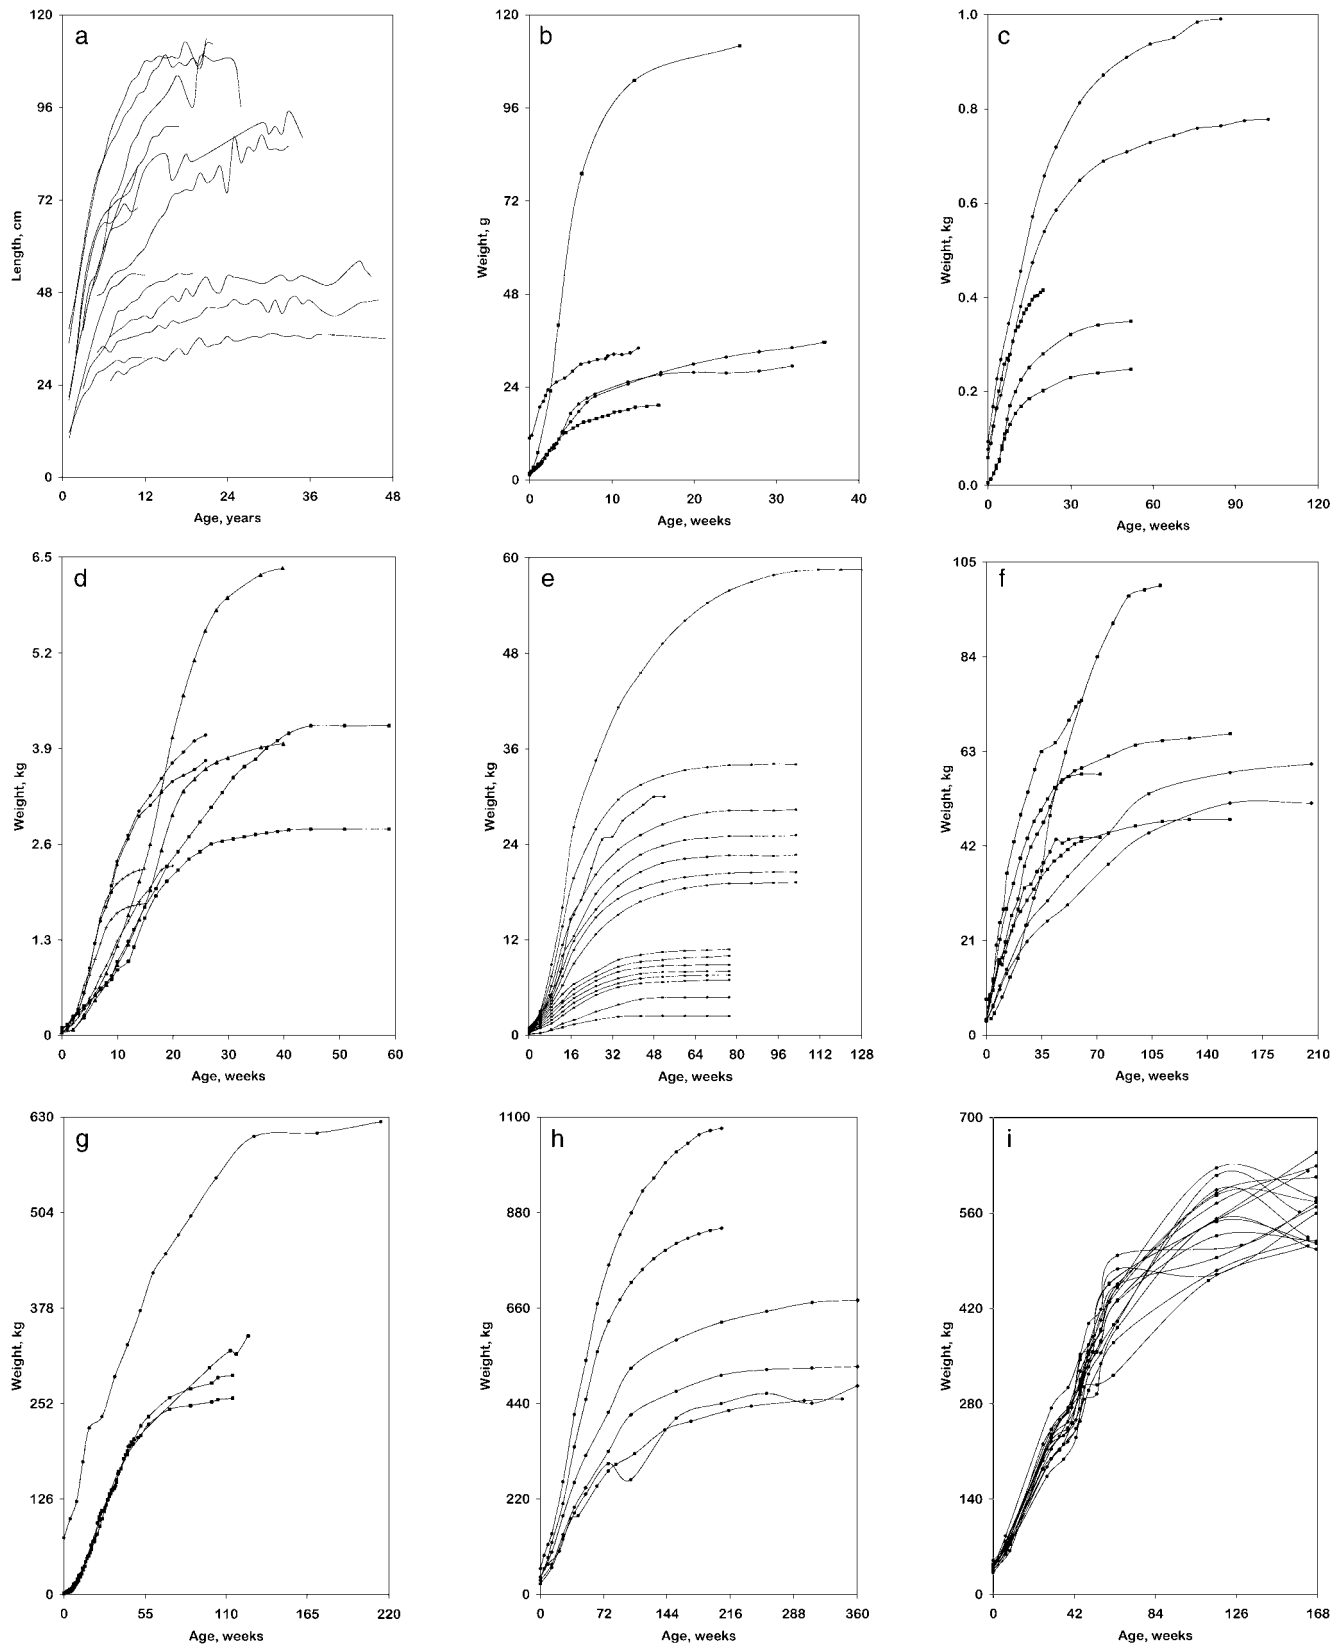 a
120
96
72
48
24
0
Length, cm
0 12 24 36 48
Age, years
b
120
96
72
48
24
0
Weight, g
0 10 20 30 40
Age, weeks
c
1.0
0.8
0.6
0.4
0.2
0.0
Weight, kg
0 30 60 90 120
Age, weeks
d
6.5
5.2
3.9
2.6
1.3
0
Weight, kg
0 10 20 30 40 50 60
Age, weeks
e
60
48
36
24
12
0
Weight, kg
0 16 32 48 64 80 96 112 128
Age, weeks
f
105
84
63
42
21
0
Weight, kg
0 35 70 105 140 175 210
Age, weeks
g
630
504
378
252
126
0
Weight, kg
0 55 110 165 220
Age, weeks
h
1100
880
660
440
220
0
Weight, kg
0 72 144 216 288 360
Age, weeks
i
700
560
420
280
140
0
Weight, kg
0 42 84 126 168
Age, weeks